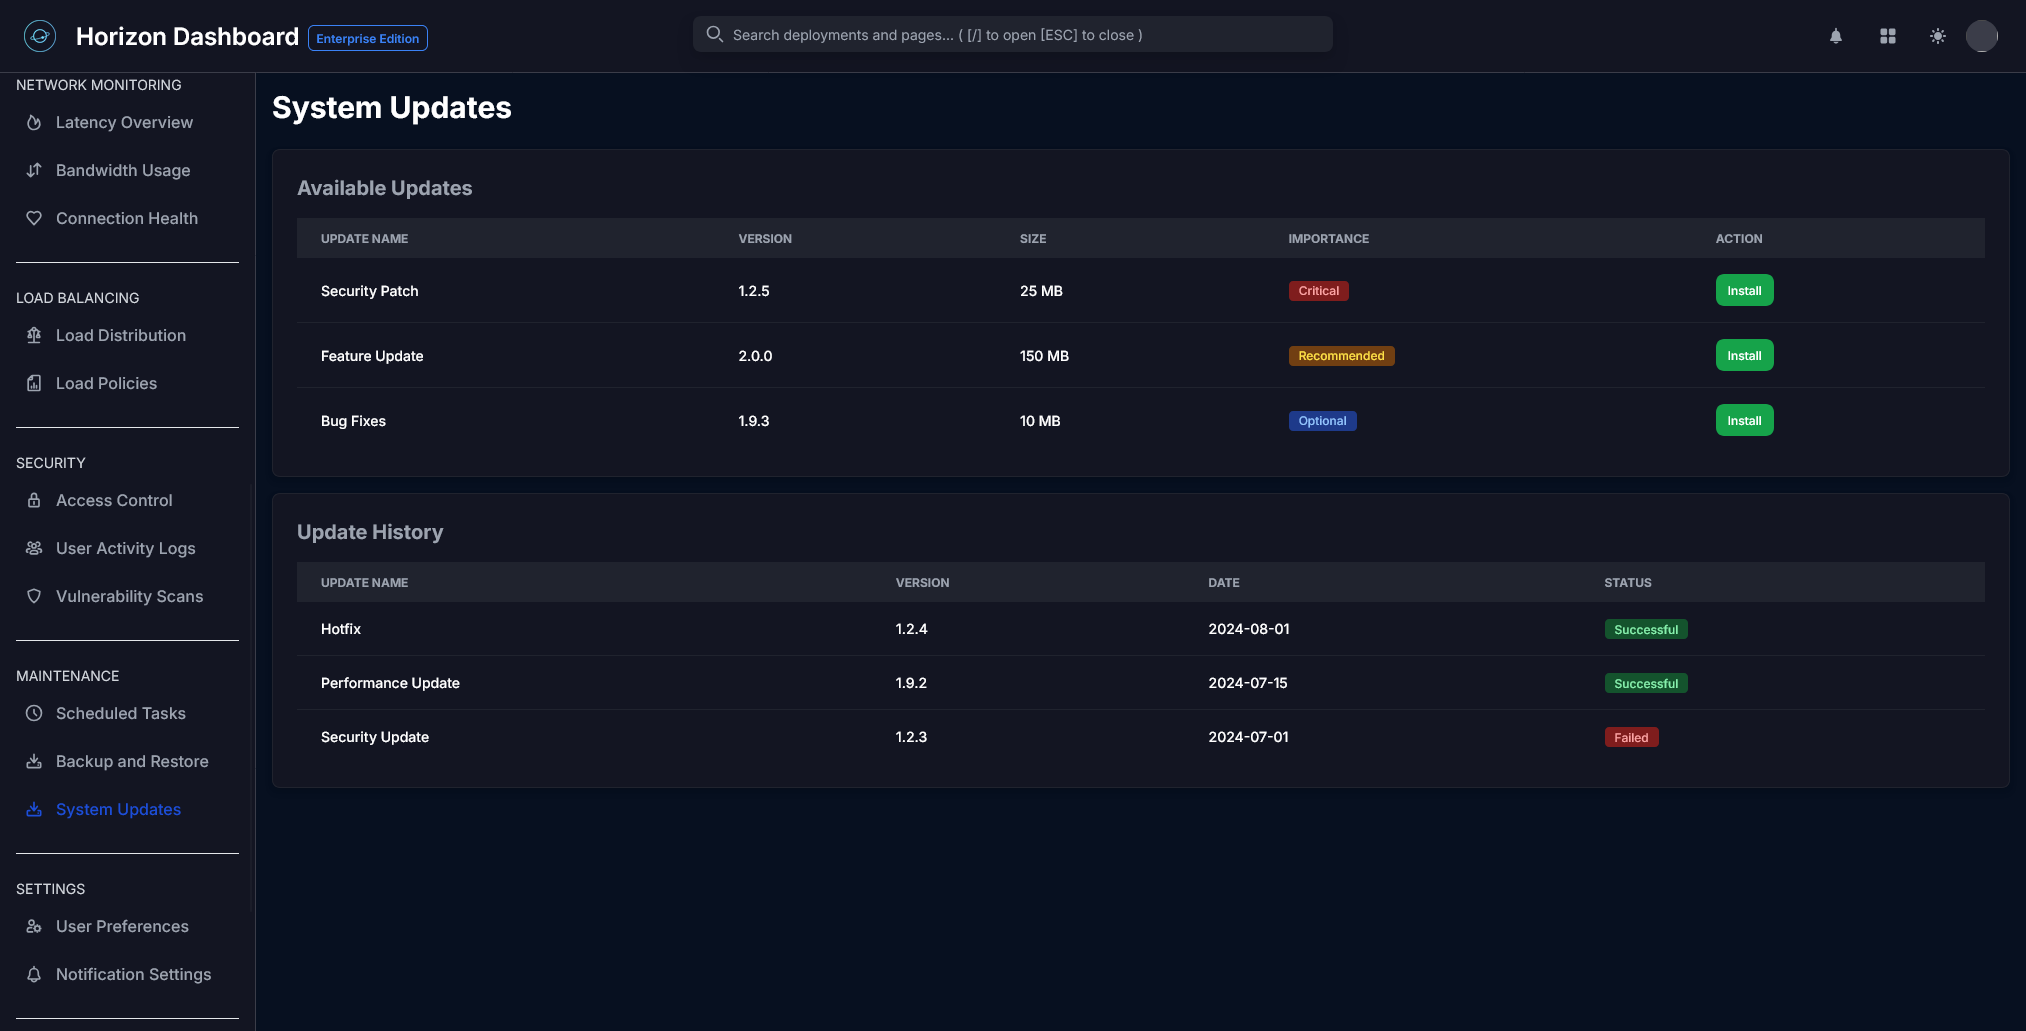 Horizon Dashboard Enterprise Edition
Search deployments and pages... ( [/] to open [ESC] to close )
NETWORK MONITORING
Latency Overview
Bandwidth Usage
Connection Health
LOAD BALANCING
Load Distribution
Load Policies
SECURITY
Access Control
User Activity Logs
Vulnerability Scans
MAINTENANCE
Scheduled Tasks
Backup and Restore
System Updates
SETTINGS
User Preferences
Notification Settings
System Updates
Available Updates
UPDATE NAME VERSION SIZE IMPORTANCE ACTION
Security Patch 1.2.5 25 MB Critical Install
Feature Update 2.0.0 150 MB Recommended Install
Bug Fixes 1.9.3 10 MB Optional Install
Update History
UPDATE NAME VERSION DATE STATUS
Hotfix 1.2.4 2024-08-01 Successful
Performance Update 1.9.2 2024-07-15 Successful
Security Update 1.2.3 2024-07-01 Failed